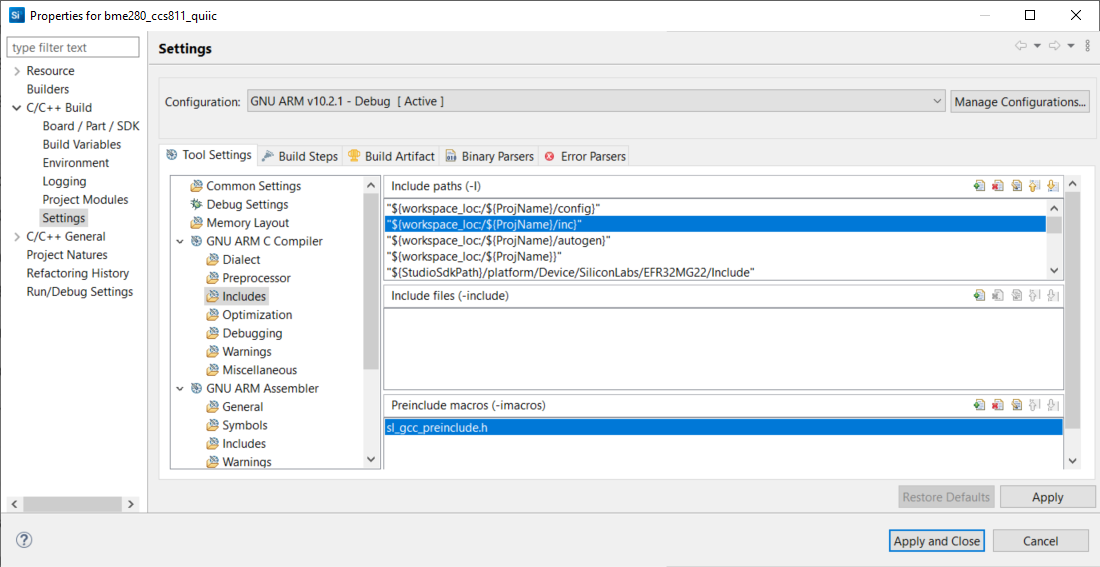 Si Properties for bme280_ccs811_quiic
type filter text
Resource
Builders
C/C++ Build
Board / Part / SDK
Build Variables
Environment
Logging
Project Modules
Settings
C/C++ General
Project Natures
Refactoring History
Run/Debug Settings
Settings
Configuration: GNU ARM v10.2.1 - Debug [ Active ] Manage Configurations...
Tool Settings Build Steps Build Artifact Binary Parsers Error Parsers
Common Settings
Debug Settings
Memory Layout
GNU ARM C Compiler
Dialect
Preprocessor
Includes
Optimization
Debugging
Warnings
Miscellaneous
GNU ARM Assembler
General
Symbols
Includes
Warnings
Include paths (-I)
"${workspace_loc:/${ProjName}/config}"
"${workspace_loc:/${ProjName}/inc}"
"${workspace_loc:/${ProjName}/autogen}"
"${workspace_loc:/${ProjName}}"
"${StudioSdkPath}/platform/Device/SiliconLabs/EFR32MG22/Include"
Include files (-include)
Preinclude macros (-imacros)
sl_gcc_preinclude.h
Restore Defaults Apply
? Apply and Close Cancel